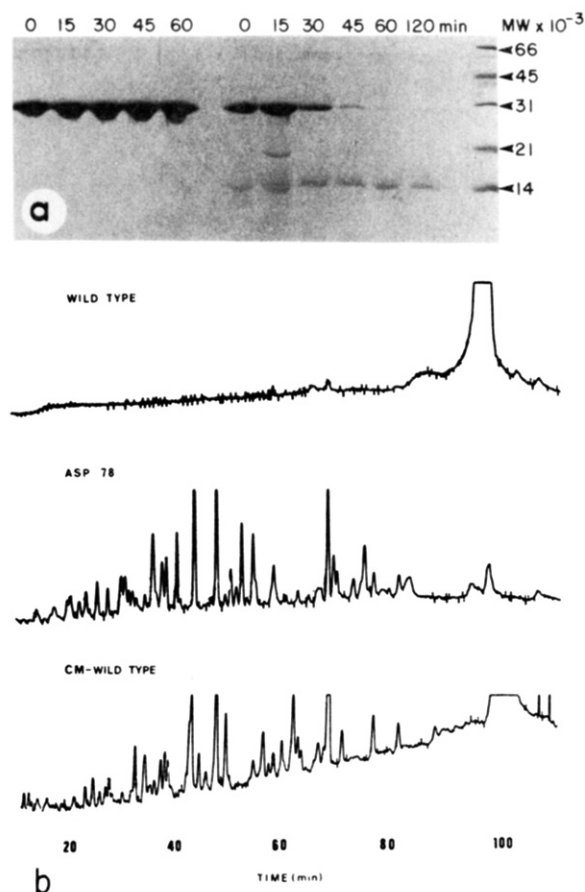 0 15 30 45 60 0 15 30 45 60 120 min MW x 10⁻³
66
45
31
21
14
a
WILD TYPE
ASP 78
CM-WILD TYPE
20 40 60 80 100
TIME (min)
b